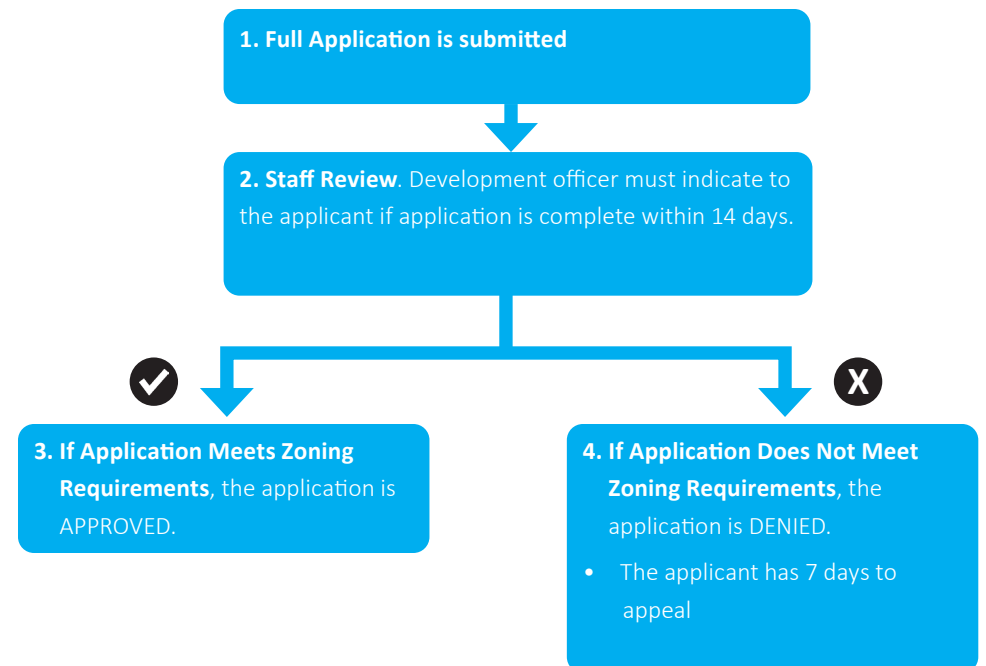 1. Full Application is submitted
2. Staff Review. Development officer must indicate to
the applicant if application is complete within 14 days.
X
3. If Application Meets Zoning
Requirements, the application is
APPROVED.
4. If Application Does Not Meet
Zoning Requirements, the
application is DENIED.
• The applicant has 7 days to
appeal